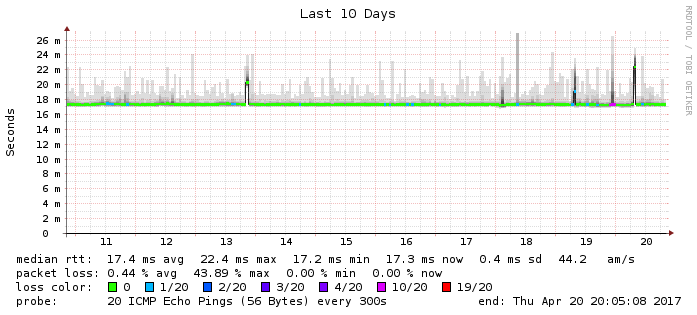 Last 10 Days
RRDTOOL / TOBI OETIKER
Seconds
26 m
24 m
22 m
20 m
18 m
16 m
14 m
12 m
10 m
8 m
6 m
4 m
2 m
0
11 12 13 14 15 16 17 18 19 20
median rtt: 17.4 ms avg 22.4 ms max 17.2 ms min 17.3 ms now 0.4 ms sd 44.2 am/s
packet loss: 0.44 % avg 43.89 % max 0.00 % min 0.00 % now
loss color: 0 1/20 2/20 3/20 4/20 10/20 19/20
probe: 20 ICMP Echo Pings (56 Bytes) every 300s end: Thu Apr 20 20:05:08 2017